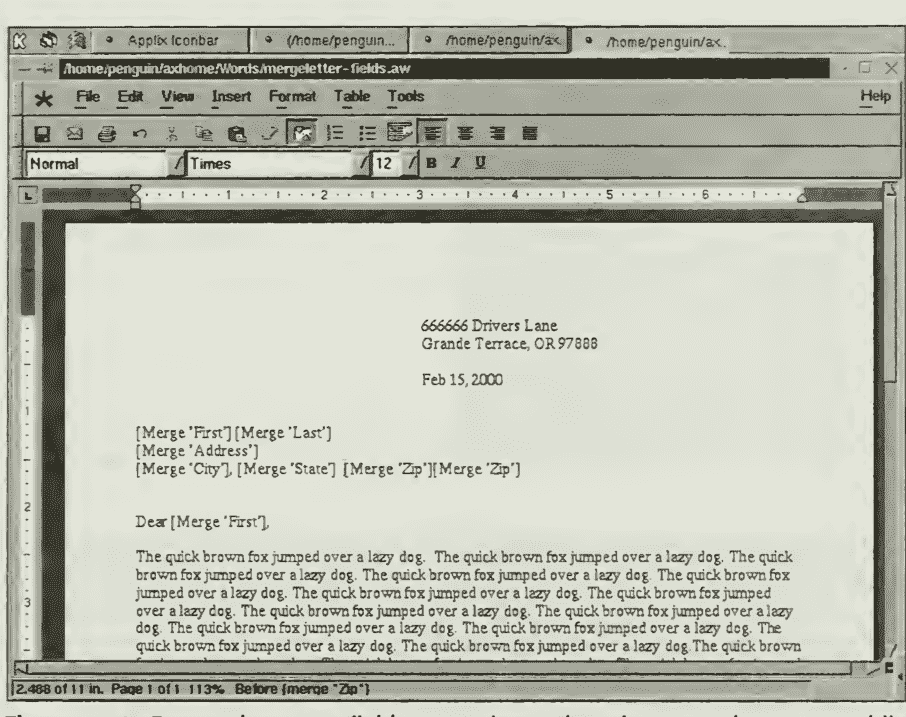 Applix Iconbar (/home/penguin... /home/penguin/ax. /home/penguin/ax.
/home/penguin/axhome/Words/mergeletter-fields.aw
File Edit View Insert Format Table Tools Help
Normal Times 12 B I U
1 2 3 4 5 6
666666 Drivers Lane
Grande Terrace, OR 97888
Feb 15, 2000
[Merge "First"] [Merge "Last"]
[Merge "Address"]
[Merge "City"], [Merge "State"] [Merge "Zip"][Merge "Zip"]
Dear [Merge "First"],
The quick brown fox jumped over a lazy dog. The quick brown fox jumped over a lazy dog. The quick
brown fox jumped over a lazy dog. The quick brown fox jumped over a lazy dog. The quick brown fox
jumped over a lazy dog. The quick brown fox jumped over a lazy dog. The quick brown fox jumped
over a lazy dog. The quick brown fox jumped over a lazy dog. The quick brown fox jumped over a lazy
dog. The quick brown fox jumped over a lazy dog. The quick brown fox jumped over a lazy dog. The
quick brown fox jumped over a lazy dog. The quick brown fox jumped over a lazy dog.The quick brown
2.488 of 11 in. Page 1 of 1 113% Before {merge "Zip"}